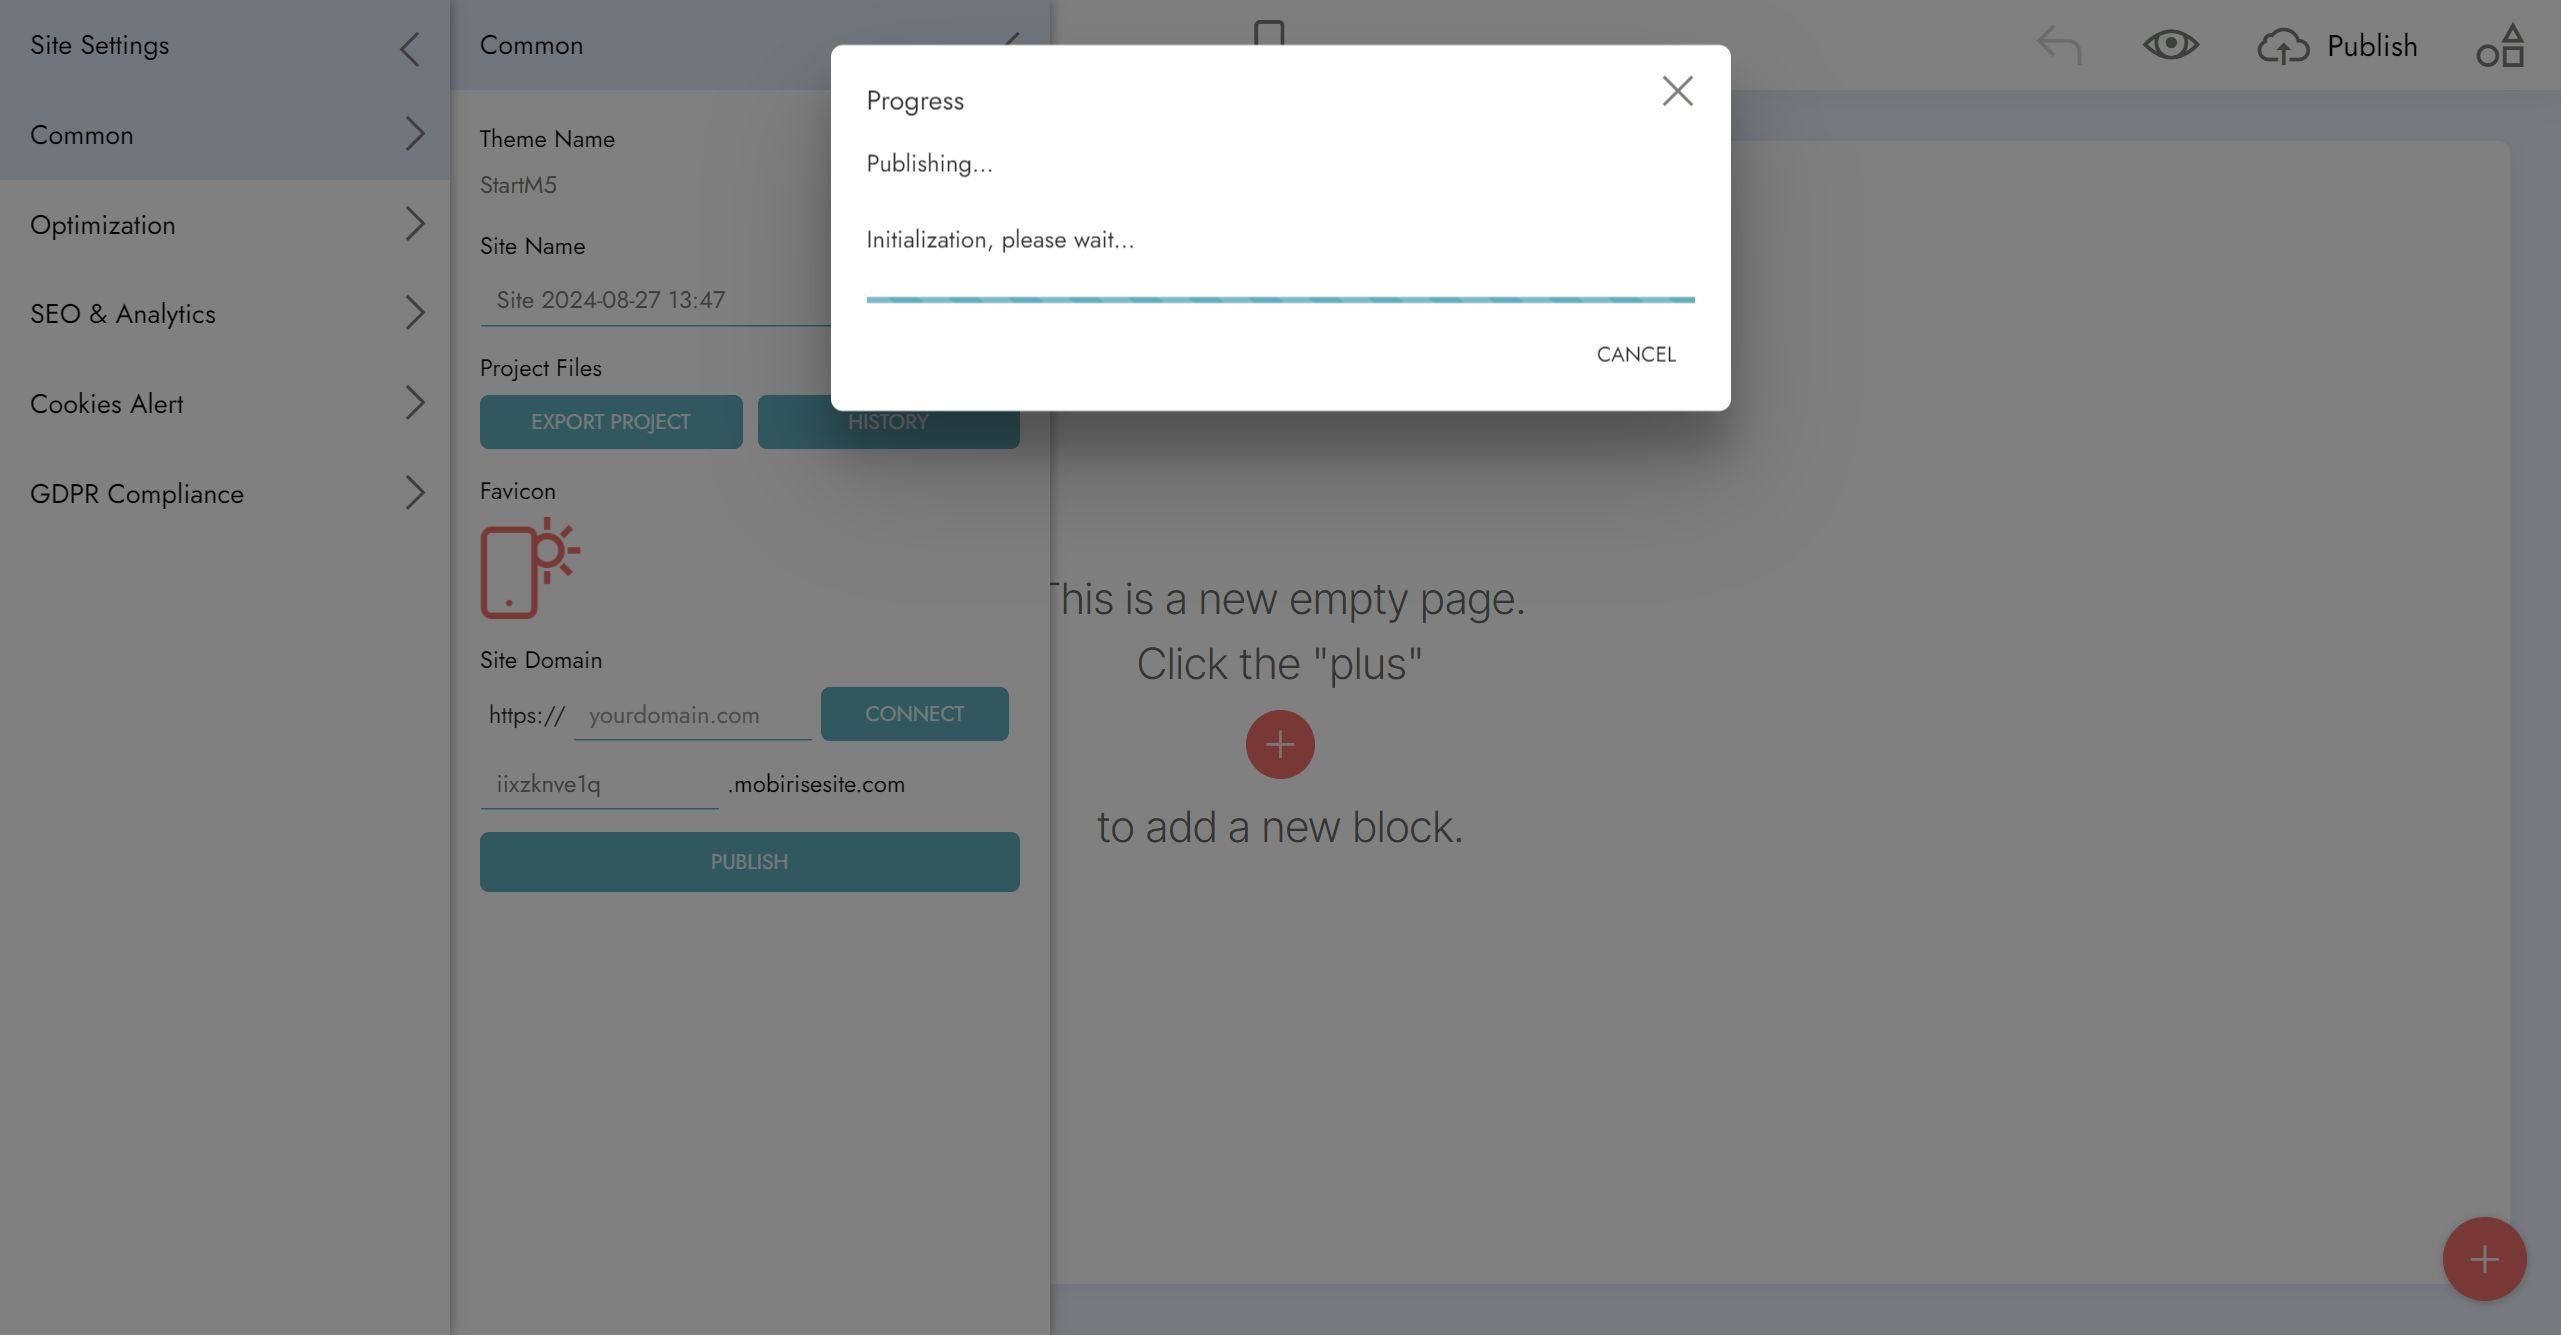 Site Settings
Common
Optimization
SEO & Analytics
Cookies Alert
GDPR Compliance
Common
Theme Name
StartM5
Site Name
Site 2024-08-27 13:47
Project Files
EXPORT PROJECT
HISTORY
Favicon
Site Domain
https://
yourdomain.com
CONNECT
iixzknve1q
.mobirisesite.com
PUBLISH
Progress
Publishing...
Initialization, please wait...
CANCEL
Publish
This is a new empty page.
Click the "plus"
to add a new block.